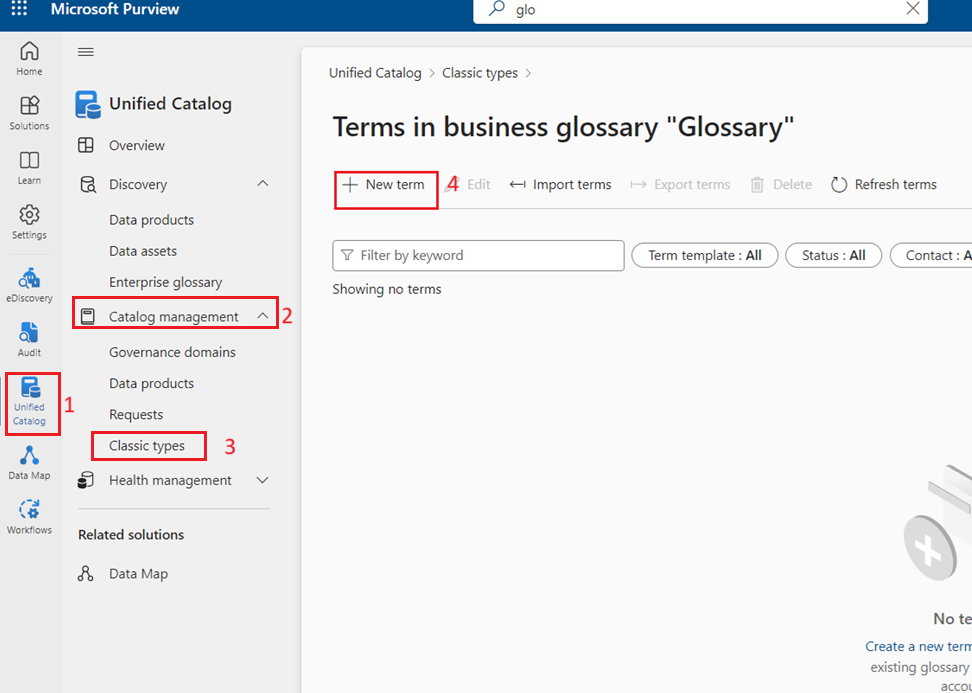 Microsoft Purview
glo
Home
Solutions
Learn
Settings
eDiscovery
Audit
Unified
Catalog
1
Data Map
Workflows
Unified Catalog
Overview
Discovery
Data products
Data assets
Enterprise glossary
Catalog management
2
Governance domains
Data products
Requests
Classic types
3
Health management
Related solutions
Data Map
Unified Catalog > Classic types >
Terms in business glossary "Glossary"
+ New term 4 Edit Import terms Export terms Delete Refresh terms
Filter by keyword Term template : All Status : All Contact : A
Showing no terms
No te
Create a new term
existing glossary
accou